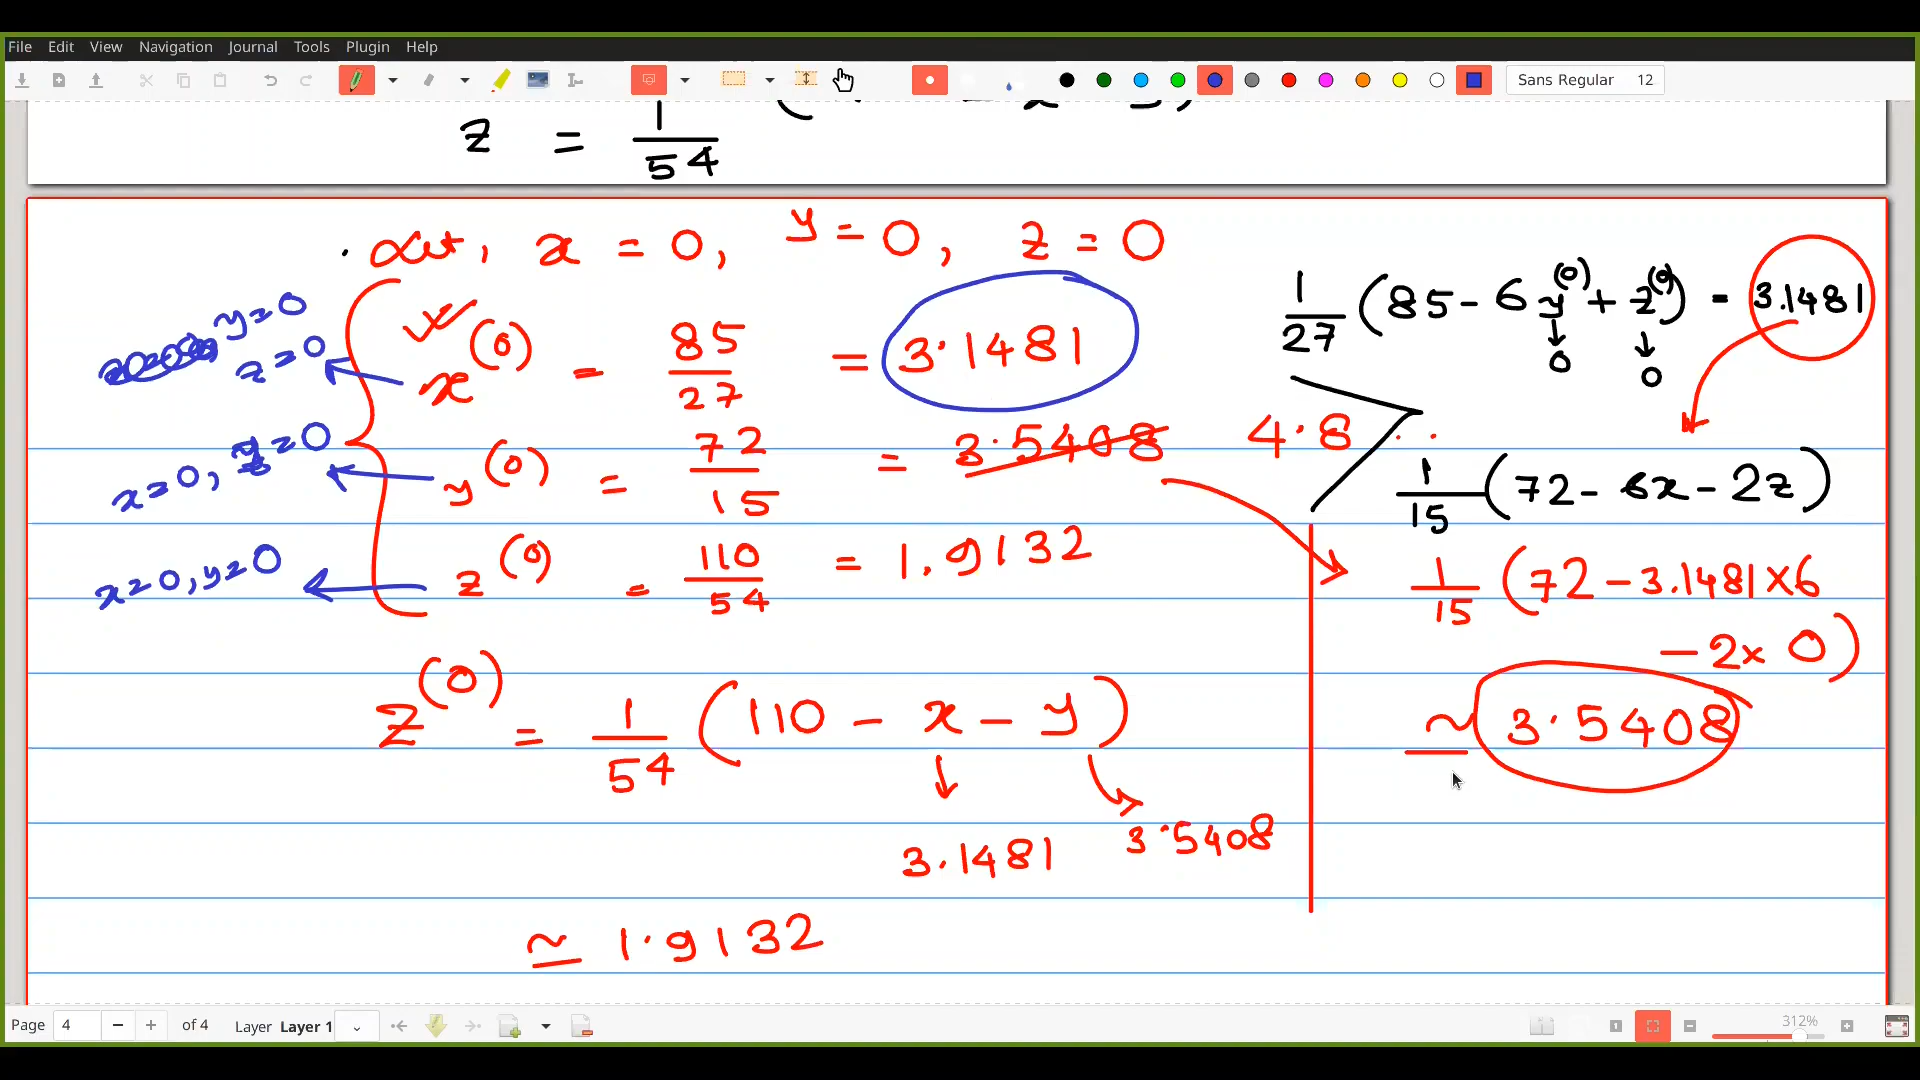 File Edit View Navigation Journal Tools Plugin Help
Sans Regular 12
z = 1/54
. Let, x = 0, y = 0, z = 0
y=0
z=0
x^(0) = 85/27 = 3.1481
1/27 (85 - 6y^(0) + z^(0)) = 3.1481
0 0
x=0, z=0
y^(0) = 72/15 = 3.5408 4.8 ..
1/15 (72 - 6x - 2z)
x=0, y=0
z^(0) = 110/54 = 1.9132
1/15 (72 - 3.1481×6
- 2× 0)
≃ 3.5408
z^(0) = 1/54 (110 - x - y)
3.1481 3.5408
≃ 1.9132
Page 4 - + of 4 Layer Layer 1 312%